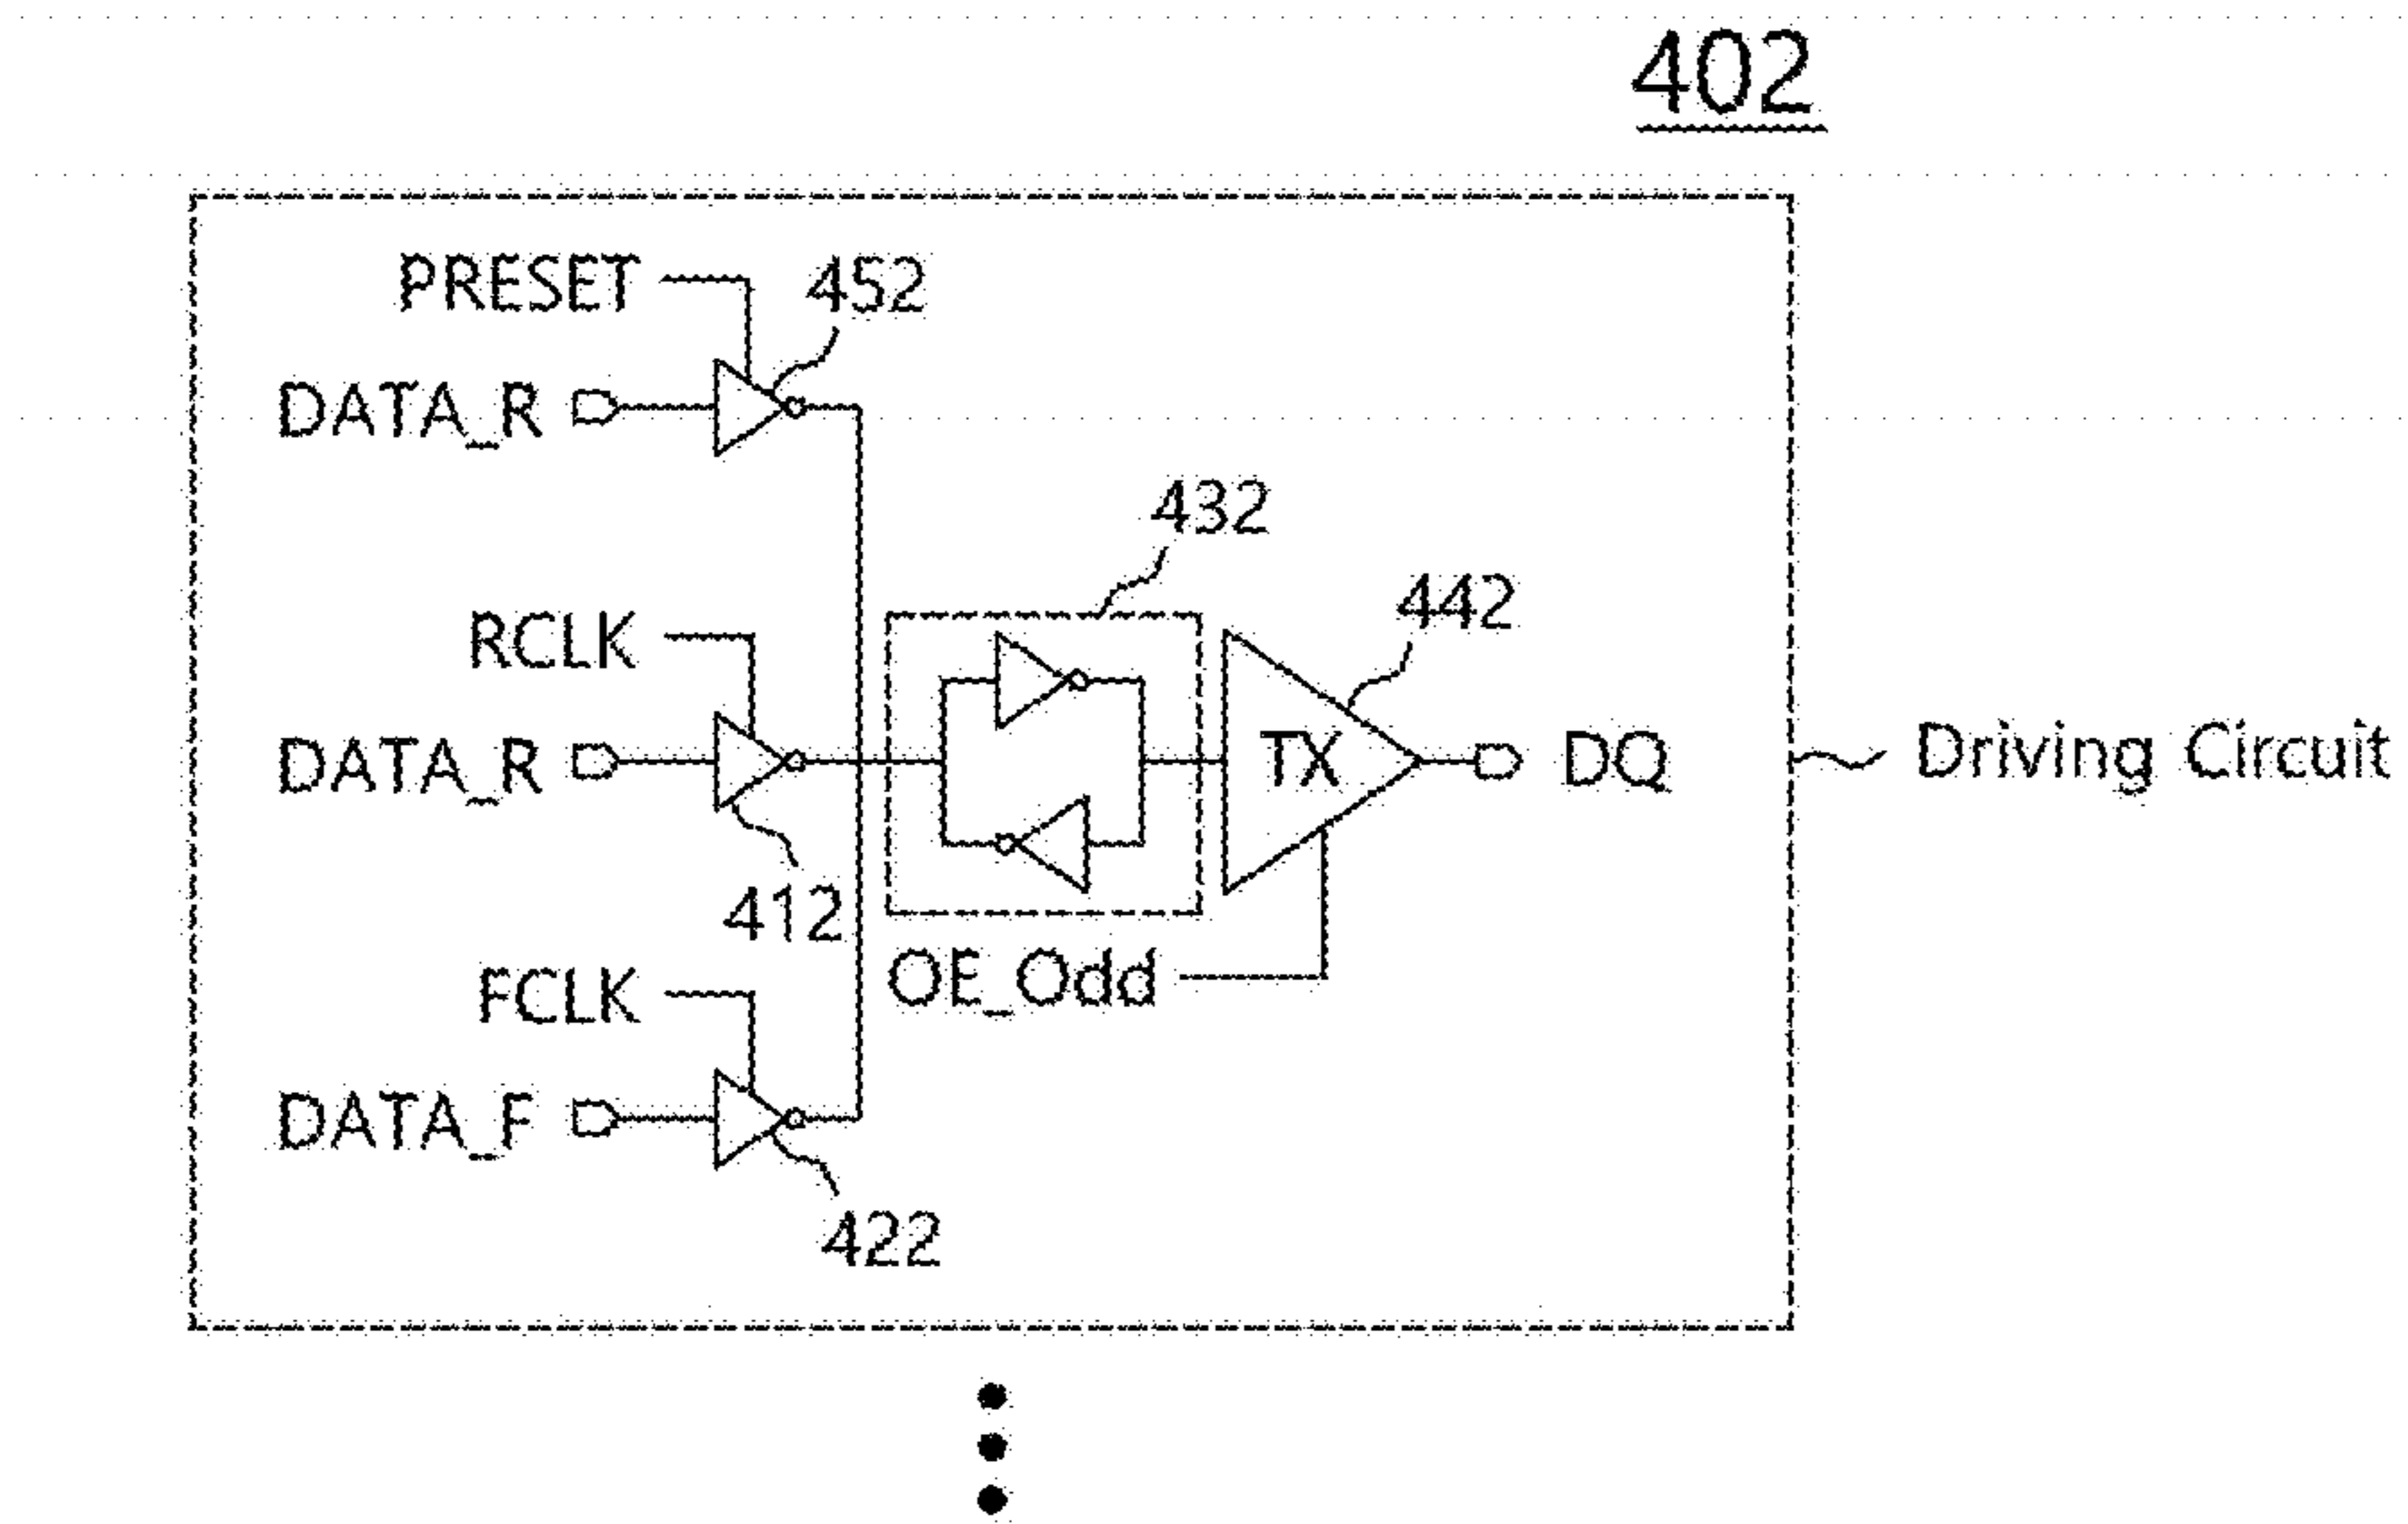 402
PRESET
452
DATA_R
432
442
RCLK
DATA_R
TX
DQ
Driving Circuit
412
OE_Odd
FCLK
DATA_F
422